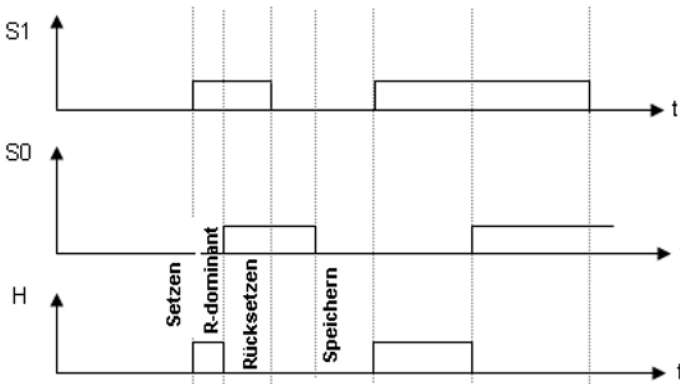 S1
t
S0
Setzen
R-dominant
Rücksetzen
Speichern
H
t